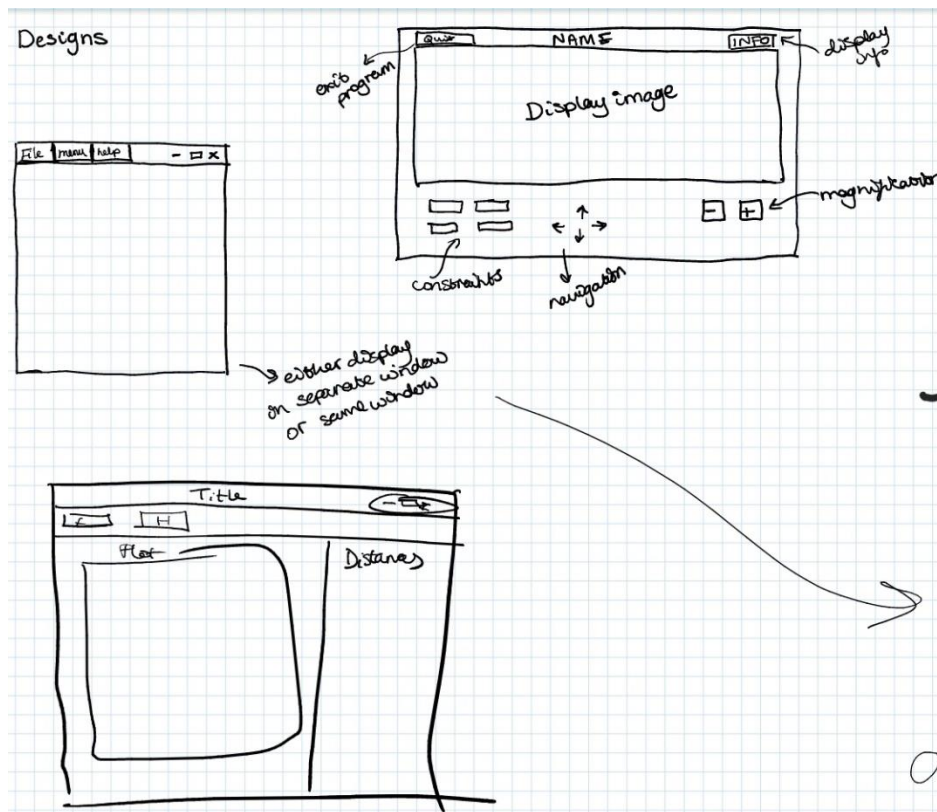 Designs
Quit
NAME
INFO
display
info
exit
program
Display image
File menu help - x
- +
magnification
constraints
navigation
either display
in separate window
or same window
Title
H
Plot
Distances